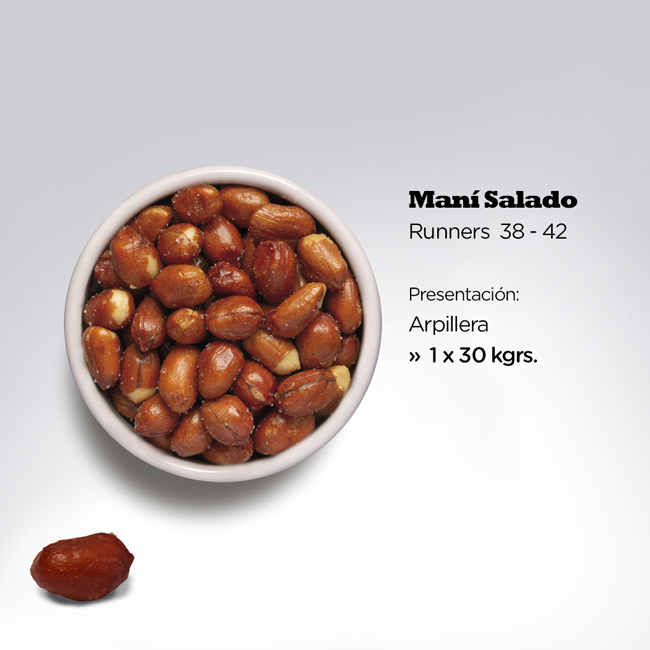 Maní Salado
Runners 38 - 42
Presentación:
Arpillera
» 1 x 30 kgrs.